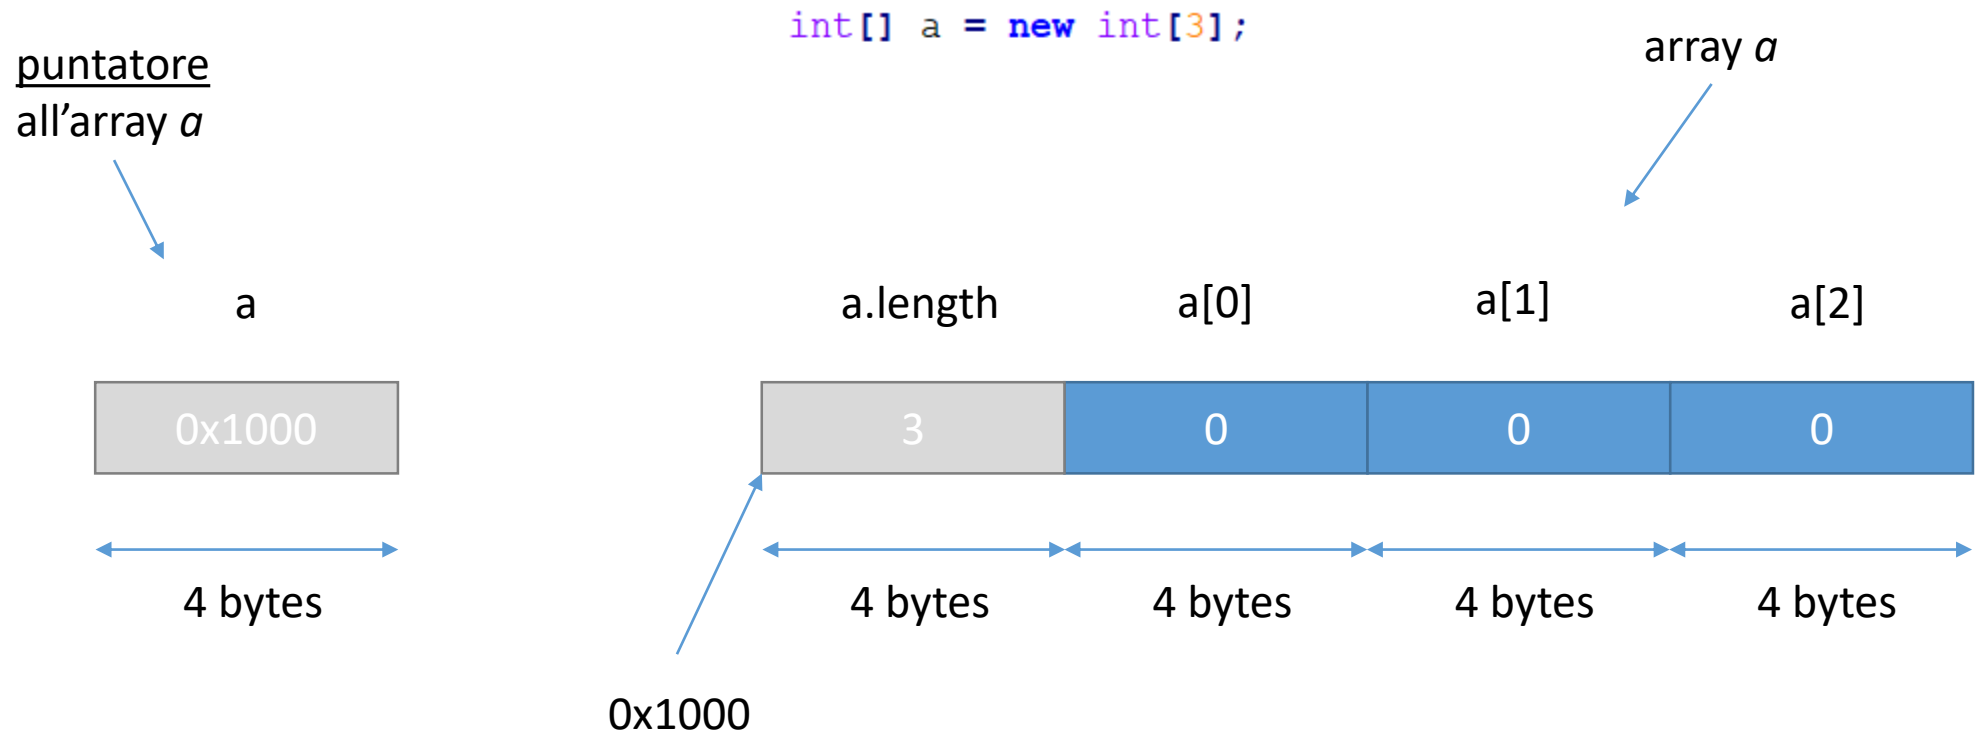 int[] a = new int[3];
puntatore
all’array a
array a
a
a.length
a[0]
a[1]
a[2]
0x1000
3
0
0
0
4 bytes
4 bytes
4 bytes
4 bytes
4 bytes
0x1000